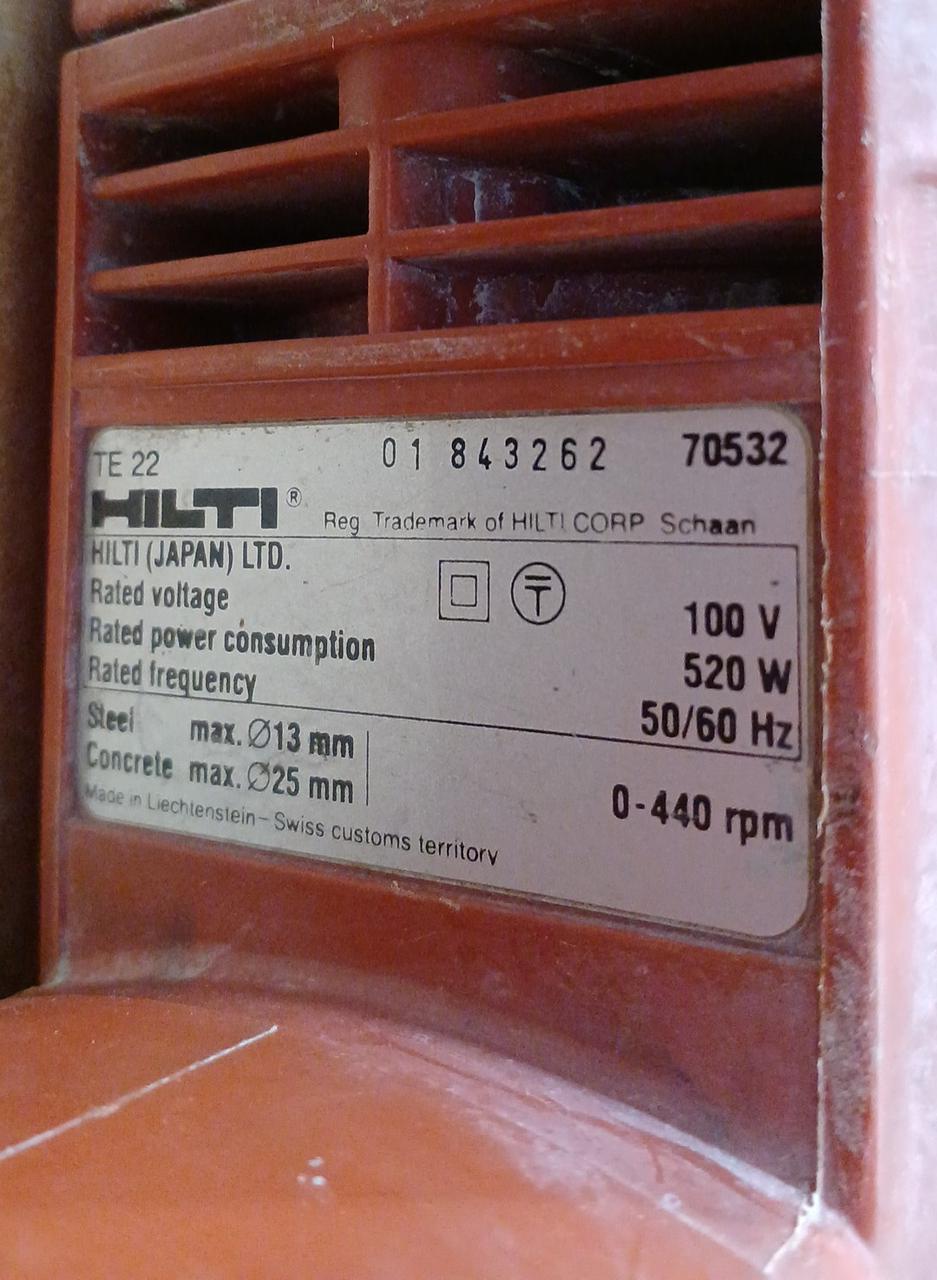 TE 22 01 843262 70532
HILTI® Reg. Trademark of HILTI CORP Schaan
HILTI (JAPAN) LTD.
Rated voltage 100 V
Rated power consumption 520 W
Rated frequency 50/60 Hz
Steel max. Ø13 mm
Concrete max. Ø25 mm 0-440 rpm
Made in Liechtenstein – Swiss customs territory